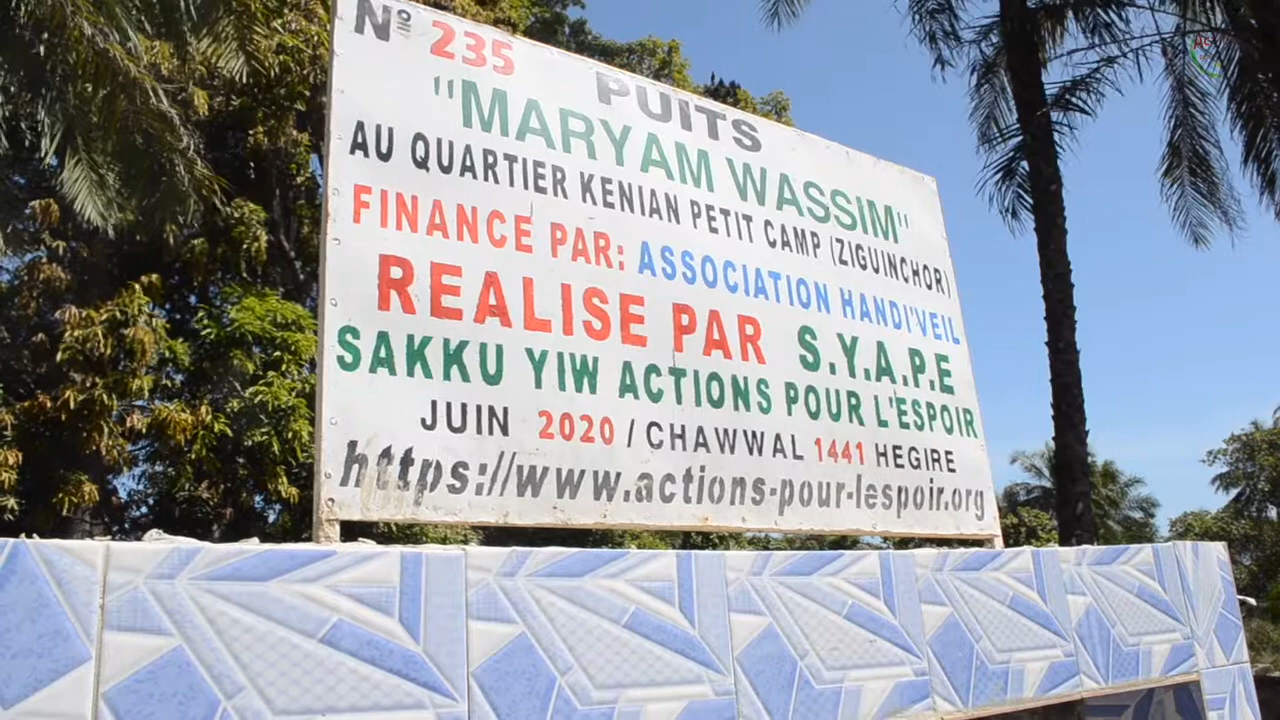 Nº 235
PUITS
"MARYAM WASSIM"
AU QUARTIER KENIAN PETIT CAMP (ZIGUINCHOR)
FINANCE PAR: ASSOCIATION HANDI'VEIL
REALISE PAR S.Y.A.P.E
SAKKU YIW ACTIONS POUR L'ESPOIR
JUIN 2020 / CHAWWAL 1441 HEGIRE
https://www.actions-pour-lespoir.org